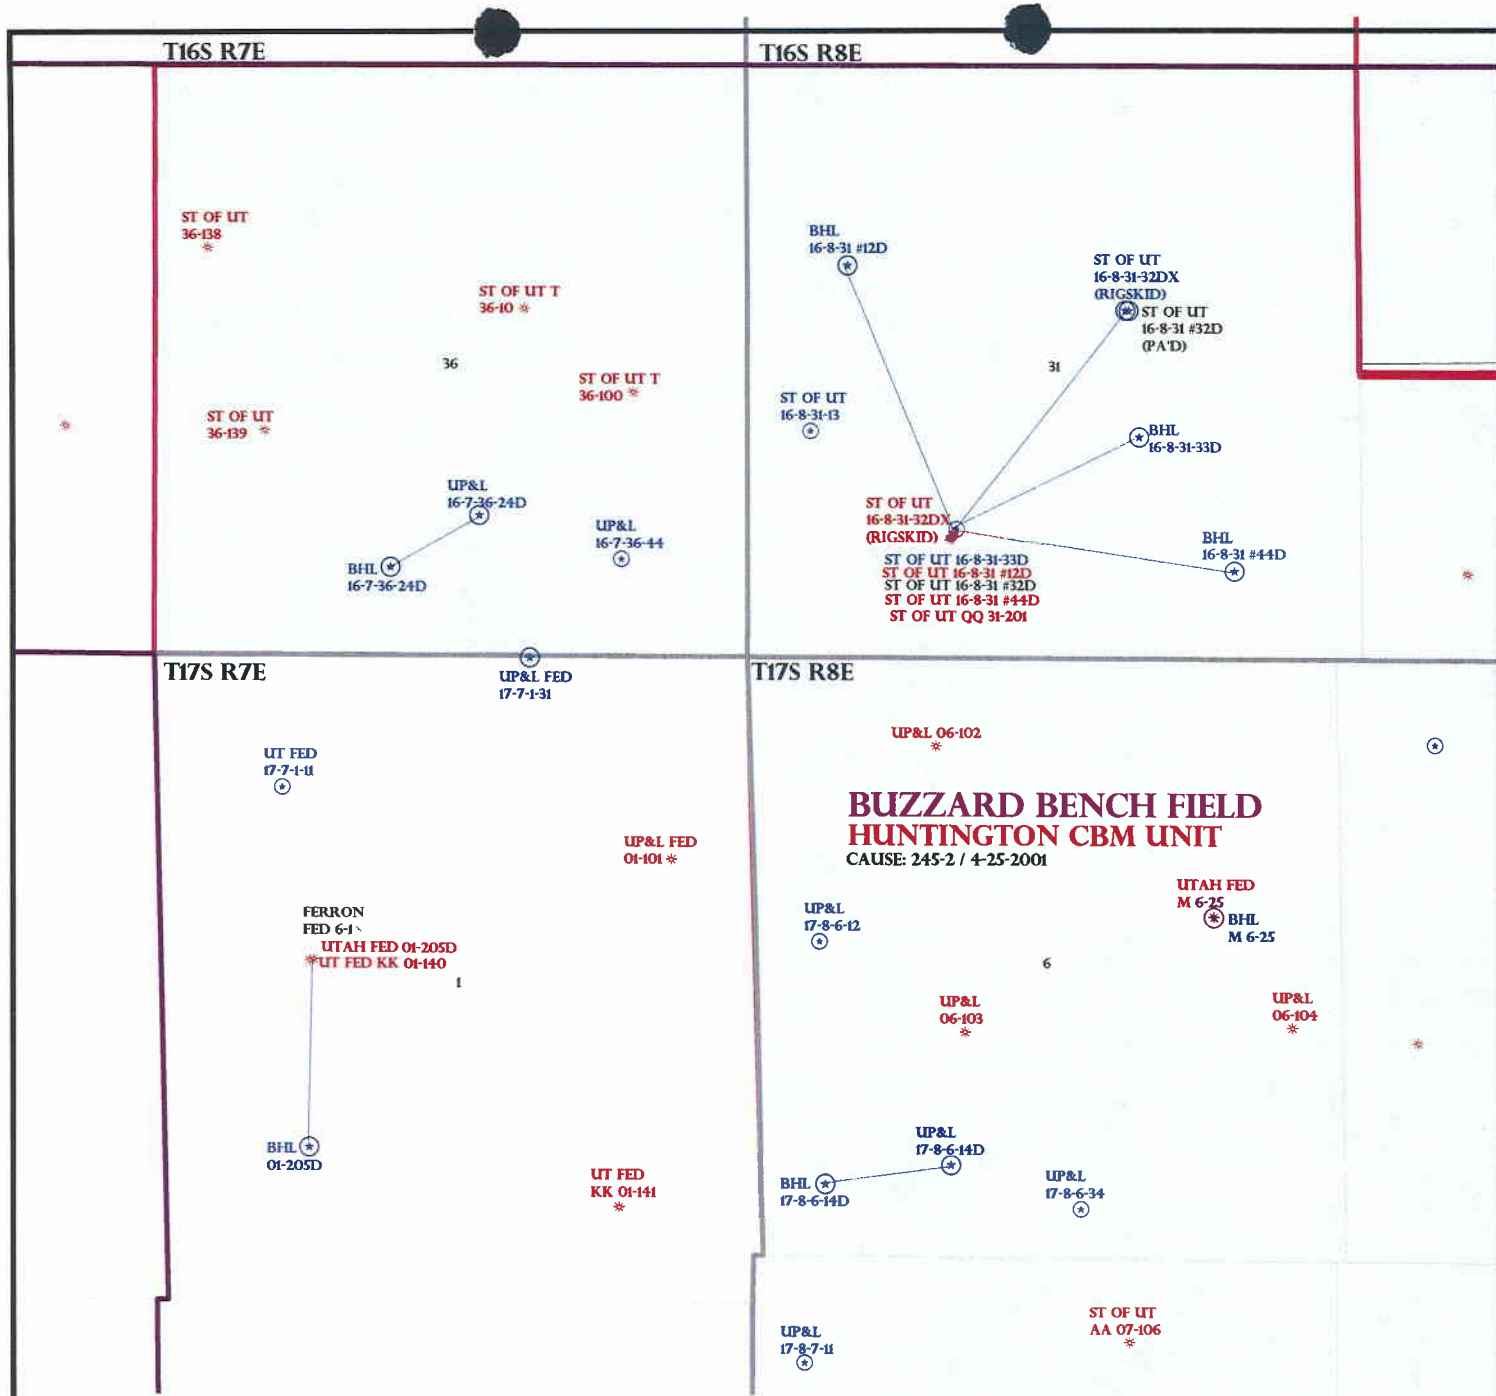 T16S R7E
T16S R8E
ST OF UT
36-138
ST OF UT T
36-10
36
ST OF UT T
36-100
ST OF UT
36-139
UP&L
16-7-36-24D
UP&L
16-7-36-44
BHL
16-7-36-24D
BHL
16-8-31 #12D
ST OF UT
16-8-31-32DX
(RIGSKID)
ST OF UT
16-8-31 #32D
(PA'D)
31
ST OF UT
16-8-31-13
BHL
16-8-31-33D
ST OF UT
16-8-31-32DX
(RIGSKID)
BHL
16-8-31 #44D
ST OF UT 16-8-31-33D
ST OF UT 16-8-31 #12D
ST OF UT 16-8-31 #32D
ST OF UT 16-8-31 #44D
ST OF UT QQ 31-201
T17S R7E
T17S R8E
UP&L FED
17-7-1-31
UT FED
17-7-1-11
UP&L FED
01-101
FERRON
FED 6-1
UTAH FED 01-205D
UT FED KK 01-140
1
BHL
01-205D
UT FED
KK 01-141
UP&L 06-102
BUZZARD BENCH FIELD
HUNTINGTON CBM UNIT
CAUSE: 245-2 / 4-25-2001
UTAH FED
M 6-25
BHL
M 6-25
UP&L
17-8-6-12
6
UP&L
06-103
UP&L
06-104
UP&L
17-8-6-14D
BHL
17-8-6-14D
UP&L
17-8-6-34
ST OF UT
AA 07-106
UP&L
17-8-7-11